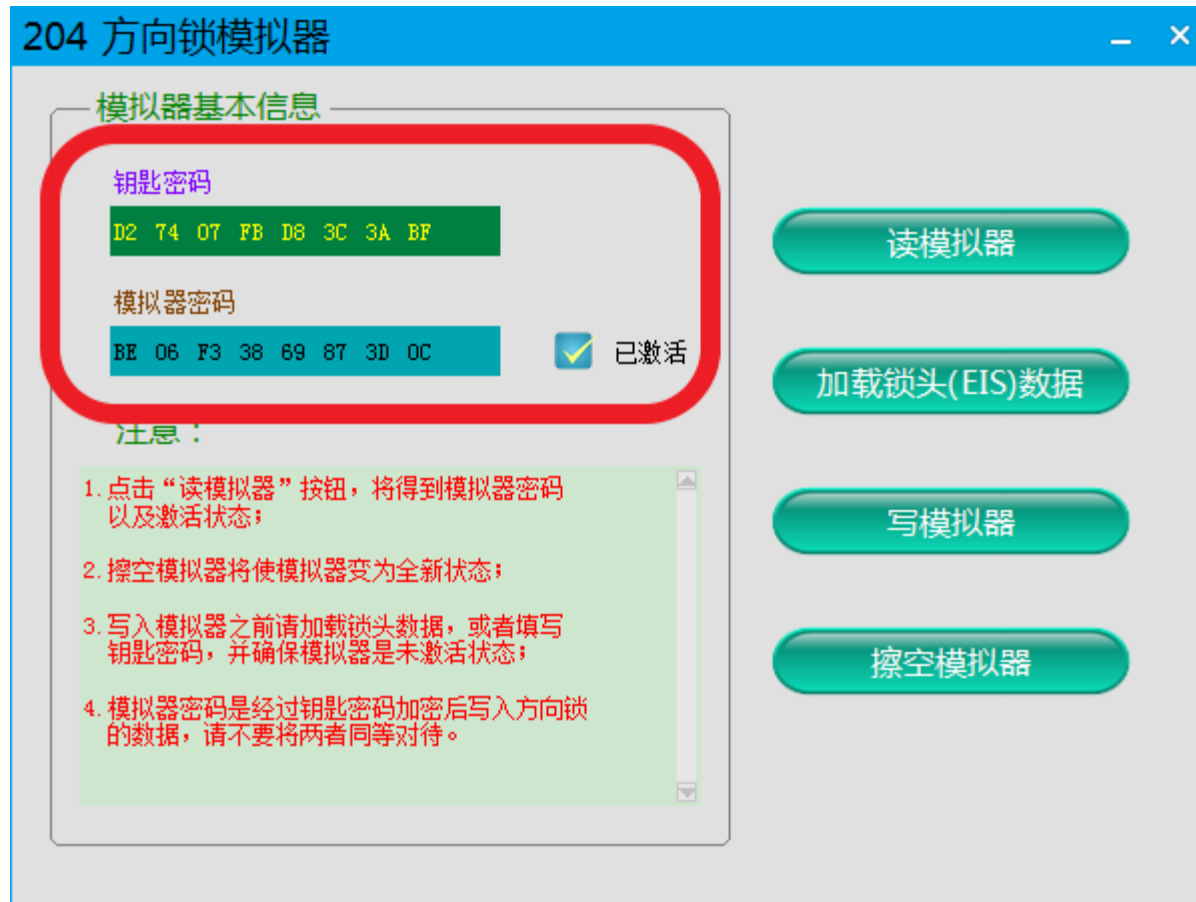 204 方向锁模拟器
模拟器基本信息
钥匙密码
D2 74 07 FB D8 3C 3A BF
模拟器密码
BE 06 F3 38 69 87 3D 0C
已激活
注意：
1. 点击“读模拟器”按钮，将得到模拟器密码
以及激活状态；
2. 擦空模拟器将使模拟器变为全新状态；
3. 写入模拟器之前请加载锁头数据，或者填写
钥匙密码，并确保模拟器是未激活状态；
4. 模拟器密码是经过钥匙密码加密后写入方向锁
的数据，请不要将两者同等对待。
读模拟器
加载锁头(EIS)数据
写模拟器
擦空模拟器